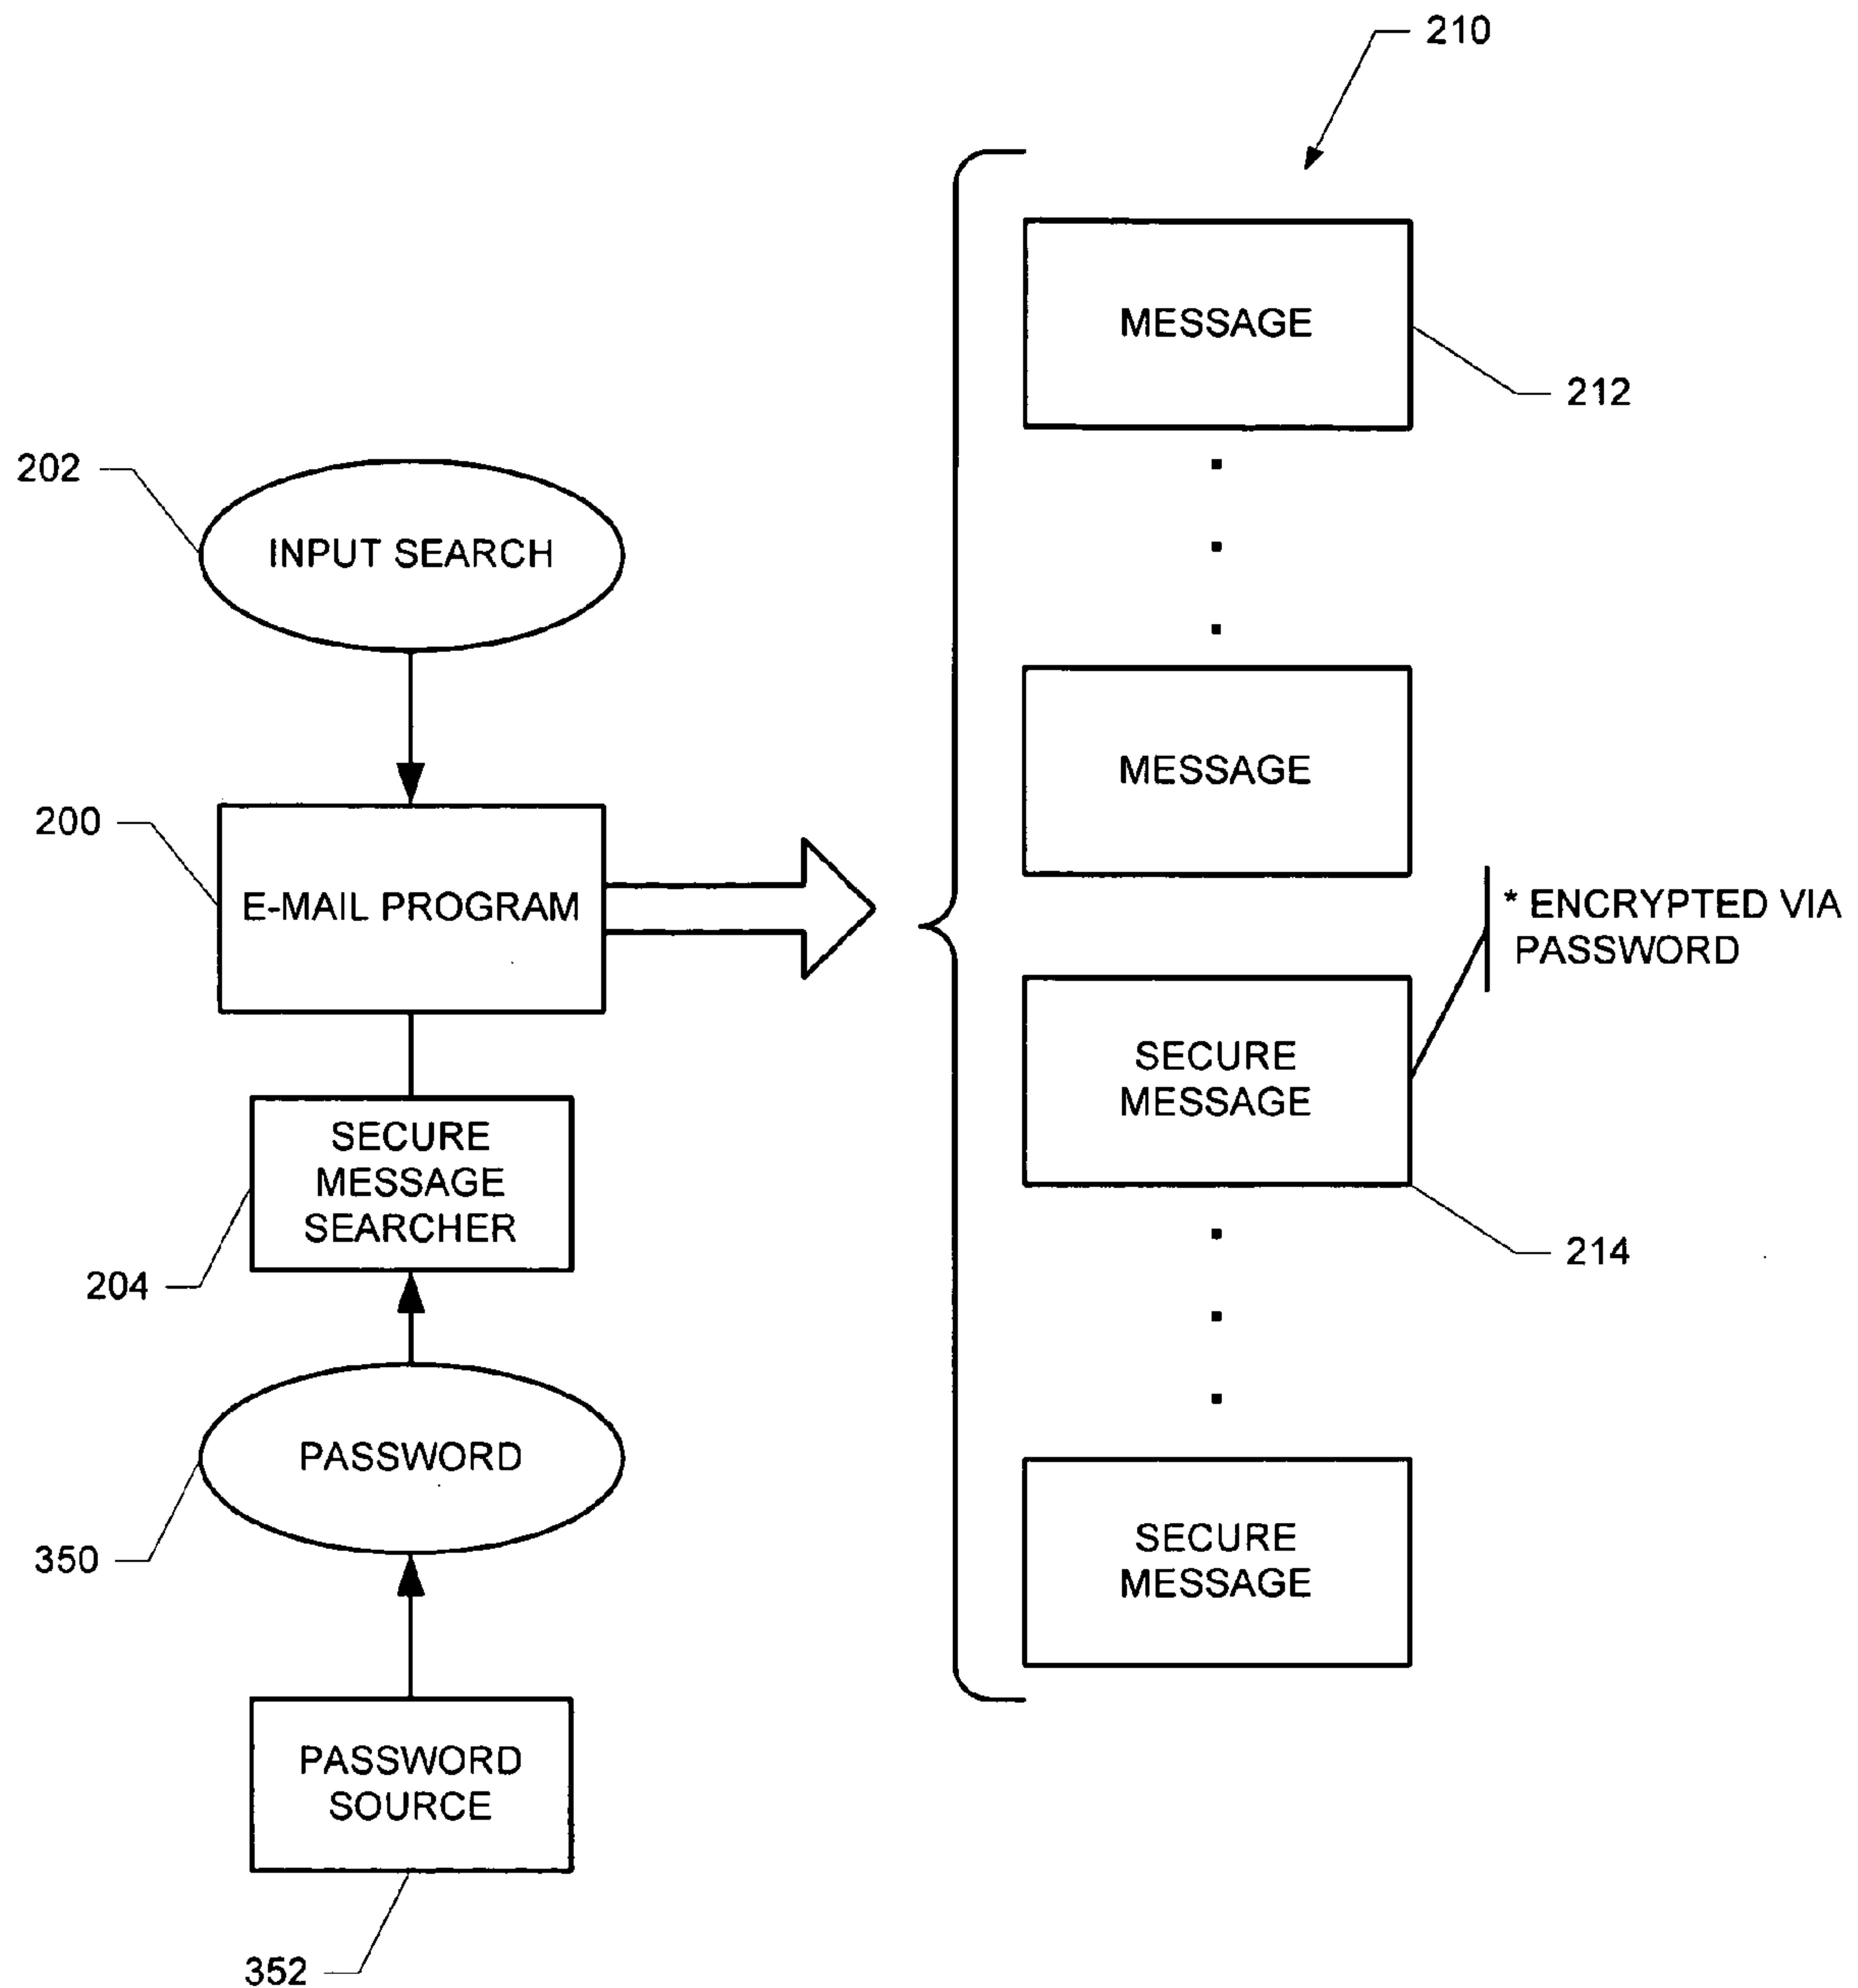 210
MESSAGE
212
202
INPUT SEARCH
MESSAGE
200
E-MAIL PROGRAM
* ENCRYPTED VIA
PASSWORD
SECURE
MESSAGE
214
SECURE
MESSAGE
SEARCHER
204
PASSWORD
350
SECURE
MESSAGE
PASSWORD
SOURCE
352